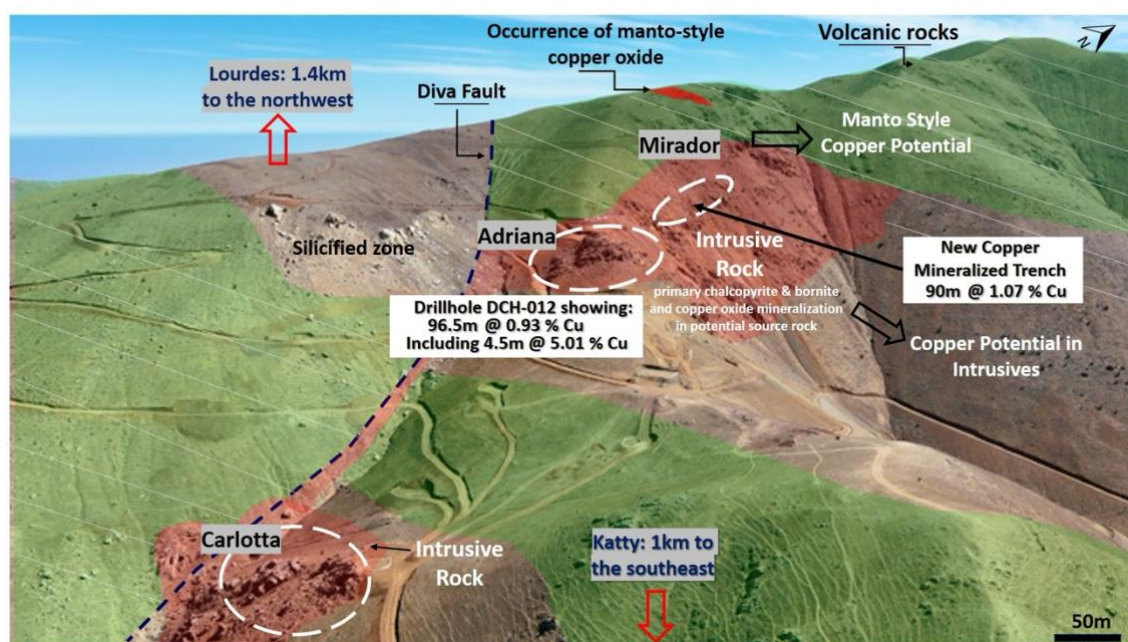 Occurrence of manto-style
copper oxide
Volcanic rocks
N
Lourdes: 1.4km
to the northwest
Diva Fault
Manto Style
Copper Potential
Mirador
Silicified zone
Adriana
Intrusive
Rock
primary chalcopyrite & bornite
and copper oxide mineralization
in potential source rock
New Copper
Mineralized Trench
90m @ 1.07 % Cu
Drillhole DCH-012 showing:
96.5m @ 0.93 % Cu
Including 4.5m @ 5.01 % Cu
Copper Potential in
Intrusives
Carlotta
Intrusive
Rock
Katty: 1km to
the southeast
50m